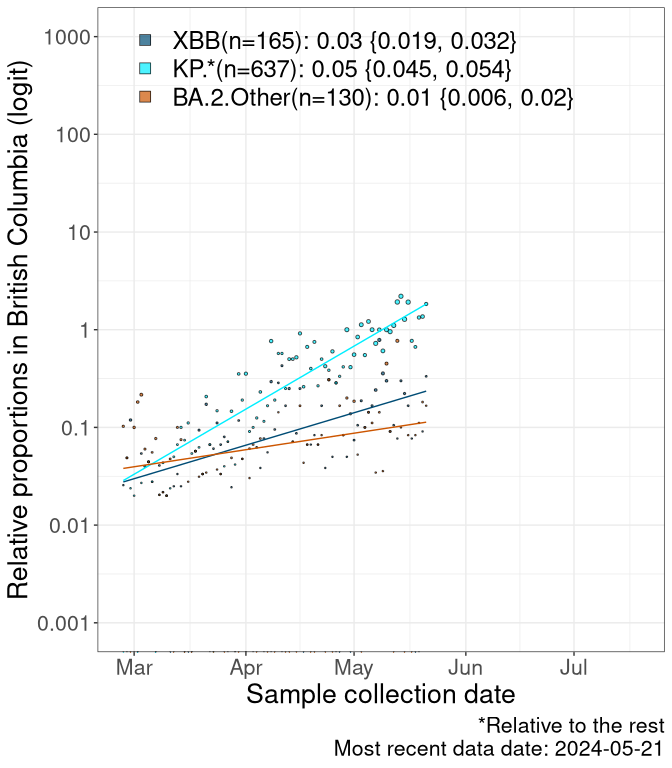 XBB(n=165): 0.03 {0.019, 0.032}
KP.*(n=637): 0.05 {0.045, 0.054}
BA.2.Other(n=130): 0.01 {0.006, 0.02}
Relative proportions in British Columbia (logit)
1000
100
10
1
0.1
0.01
0.001
Mar Apr May Jun Jul
Sample collection date
*Relative to the rest
Most recent data date: 2024-05-21